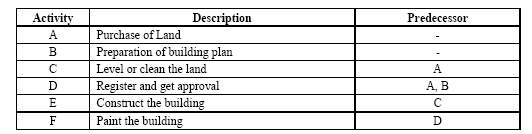 Activity Description Predecessor
A Purchase of Land -
B Preparation of building plan -
C Level or clean the land A
D Register and get approval A, B
E Construct the building C
F Paint the building D